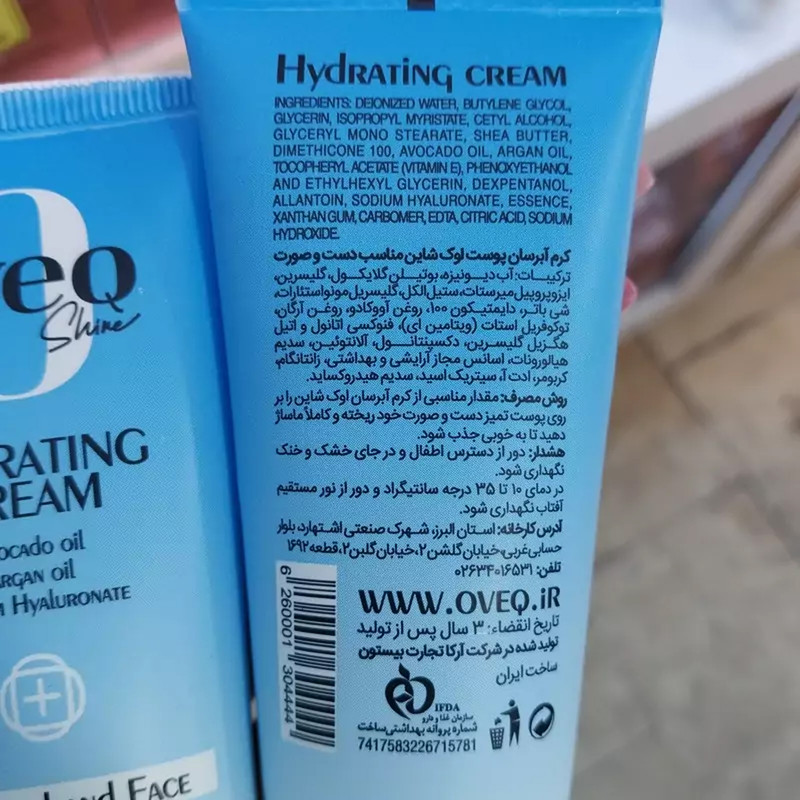 Hydrating CREAM
INGREDIENTS: DEIONIZED WATER, BUTYLENE GLYCOL,
GLYCERIN, ISOPROPYL MYRISTATE, CETYL ALCOHOL,
GLYCERYL MONO STEARATE, SHEA BUTTER,
DIMETHICONE 100, AVOCADO OIL, ARGAN OIL,
TOCOPHERYL ACETATE (VITAMIN E), PHENOXYETHANOL
AND ETHYLHEXYL GLYCERIN, DEXPENTANOL,
ALLANTOIN, SODIUM HYALURONATE, ESSENCE,
XANTHAN GUM, CARBOMER, EDTA, CITRIC ACID, SODIUM
HYDROXIDE.
کرم آبرسان پوست اوک شاین مناسب دست و صورت
ترکیبات: آب دیونیزه، بوتیلن گلایکول، گلیسرین،
ایزوپروپیل میرستات، ستیل الکل، گلیسریل مونواستئارات،
شی باتر، دایمتیکون ۱۰۰، روغن آووکادو، روغن آرگان،
توکوفریل استات (ویتامین ای)، فنوکسی اتانول و اتیل
هگزیل گلیسرین، دکسپنتانول، آلانتوئین، سدیم
هیالورونات، اسانس مجاز آرایشی و بهداشتی، زانتانگام،
کربومر، ادت آ، سیتریک اسید، سدیم هیدروکساید.
روش مصرف: مقدار مناسبی از کرم آبرسان اوک شاین را بر
روی پوست تمیز دست و صورت خود ریخته و کاملاً ماساژ
دهید تا به خوبی جذب شود.
هشدار: دور از دسترس اطفال و در جای خشک و خنک
نگهداری شود.
در دمای ۱۰ تا ۳۵ درجه سانتیگراد و دور از نور مستقیم
آفتاب نگهداری شود.
آدرس کارخانه: استان البرز، شهرک صنعتی اشتهارد، بلوار
حسابی غربی، خیابان گلشن ۲، خیابان گلبن ۲، قطعه ۱۶۹۲
تلفن: ۰۲۶۳۴۰۱۶۵۳۱
WWW.OVEQ.iR
تاریخ انقضاء: ۳ سال پس از تولید
تولید شده در شرکت آرکا تجارت بیستون
ساخت ایران
IFDA
سازمان غذا و دارو
شماره پروانه بهداشتی ساخت
7417583226715781
6 260001 304444
veq
Shine
RATING
REAM
ocado oil
ARGAN oil
M Hyaluronate
and FACE